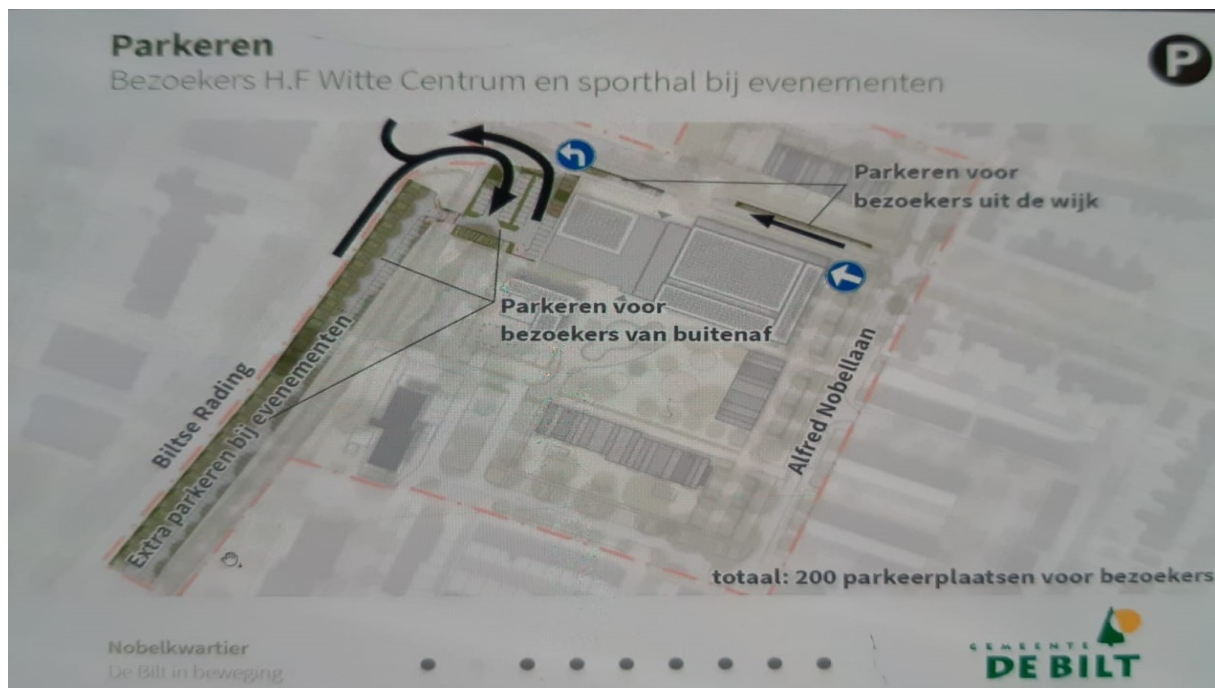 Parkeren
Bezoekers H.F Witte Centrum en sporthal bij evenementen
P
Parkeren voor
bezoekers uit de wijk
Parkeren voor
bezoekers van buitenaf
Biltse Rading
Extra parkeren bij evenementen
Alfred Nobellaan
totaal: 200 parkeerplaatsen voor bezoekers
Nobelkwartier
De Bilt in beweging
GEMEENTE
DE BILT